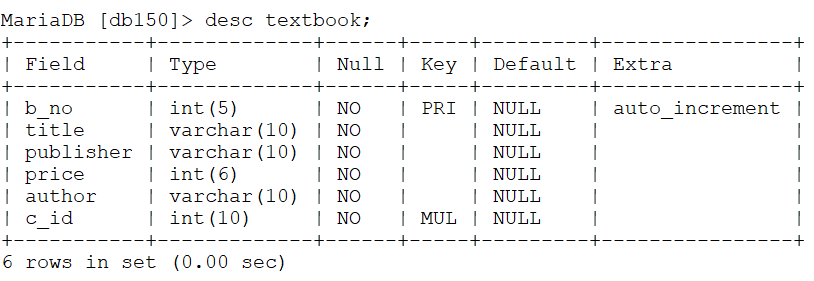 MariaDB [db150]> desc textbook;
+-----------+-------------+------+-----+---------+----------------+
| Field     | Type        | Null | Key | Default | Extra          |
+-----------+-------------+------+-----+---------+----------------+
| b_no      | int(5)      | NO   | PRI | NULL    | auto_increment |
| title     | varchar(10) | NO   |     | NULL    |                |
| publisher | varchar(10) | NO   |     | NULL    |                |
| price     | int(6)      | NO   |     | NULL    |                |
| author    | varchar(10) | NO   |     | NULL    |                |
| c_id      | int(10)     | NO   | MUL | NULL    |                |
+-----------+-------------+------+-----+---------+----------------+
6 rows in set (0.00 sec)